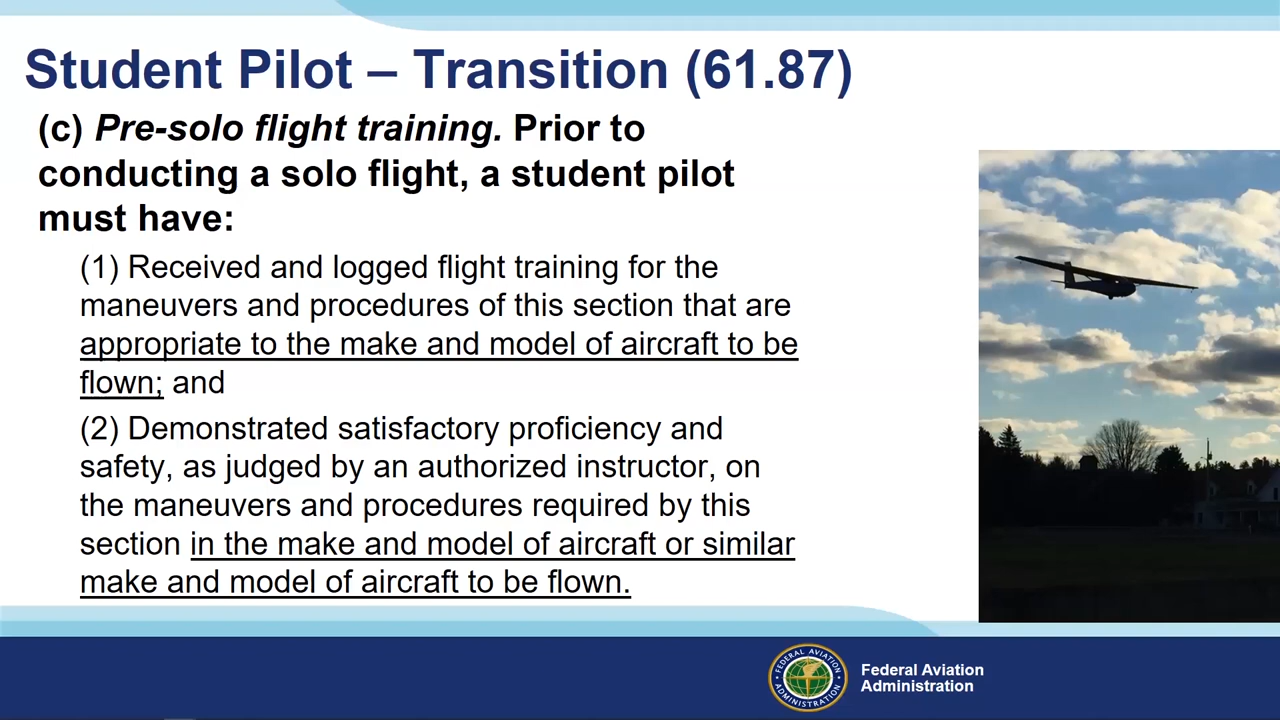 Student Pilot – Transition (61.87)
(c) Pre-solo flight training. Prior to
conducting a solo flight, a student pilot
must have:
(1) Received and logged flight training for the
maneuvers and procedures of this section that are
appropriate to the make and model of aircraft to be
flown; and
(2) Demonstrated satisfactory proficiency and
safety, as judged by an authorized instructor, on
the maneuvers and procedures required by this
section in the make and model of aircraft or similar
make and model of aircraft to be flown.
FEDERAL AVIATION
ADMINISTRATION
Federal Aviation
Administration